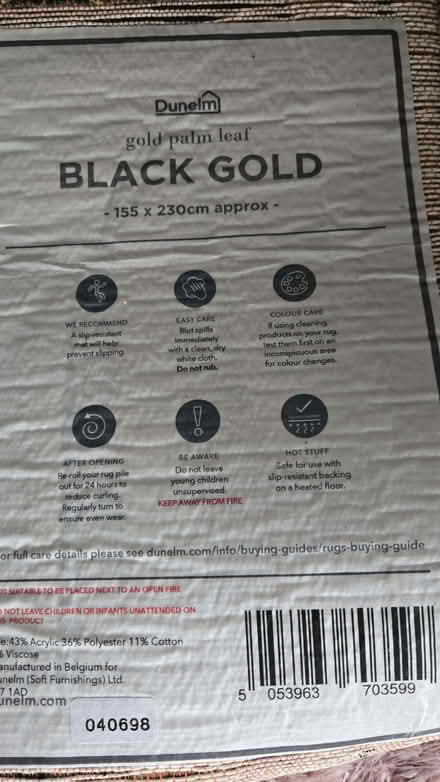 Dunelm
gold palm leaf
BLACK GOLD
- 155 x 230cm approx -
WE RECOMMEND
A slip-resistant
mat will help
prevent slipping.
EASY CARE
Blot spills
immediately
with a clean, dry
white cloth.
Do not rub.
COLOUR CARE
If using cleaning
products on your rug,
test them first on an
inconspicuous area
for colour changes.
AFTER OPENING
Re-roll your rug pile
out for 24 hours to
reduce curling.
Regularly turn to
ensure even wear.
BE AWARE
Do not leave
young children
unsupervised.
KEEP AWAY FROM FIRE
HOT STUFF
Safe for use with
slip-resistant backing
on a heated floor.
or full care details please see dunelm.com/info/buying-guides/rugs-buying-guide
OT SUITABLE TO BE PLACED NEXT TO AN OPEN FIRE
O NOT LEAVE CHILDREN OR INFANTS UNATTENDED ON
IS PRODUCT
e:43% Acrylic 36% Polyester 11% Cotton
% Viscose
anufactured in Belgium for
unelm (Soft Furnishings) Ltd.
7 1AD
unelm.com
040698
5 053963 703599